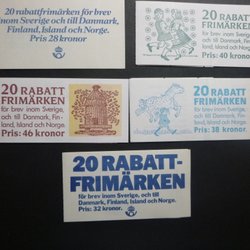 20 rabattfrimärken för brev
inom Sverige och till Danmark,
Finland, Island och Norge.
Pris 28 kronor
20 RABATT
FRIMÄRKEN
för brev inom Sverige, och
till Danmark, Finland,
Island och Norge.
Pris: 40 kronor
20 RABATT
FRIMÄRKEN
för brev inom Sverige, och
till Danmark, Fin-
land, Island
och Norge.
Pris: 46 kronor
20 RABATT
FRIMÄRKEN
för brev inom
Sverige, och till
Danmark, Fin-
land, Island
och Norge.
Pris: 38 kronor
20 RABATT-
FRIMÄRKEN
för brev inom Sverige, och till
Danmark, Finland, Island och Norge.
Pris: 32 kronor.